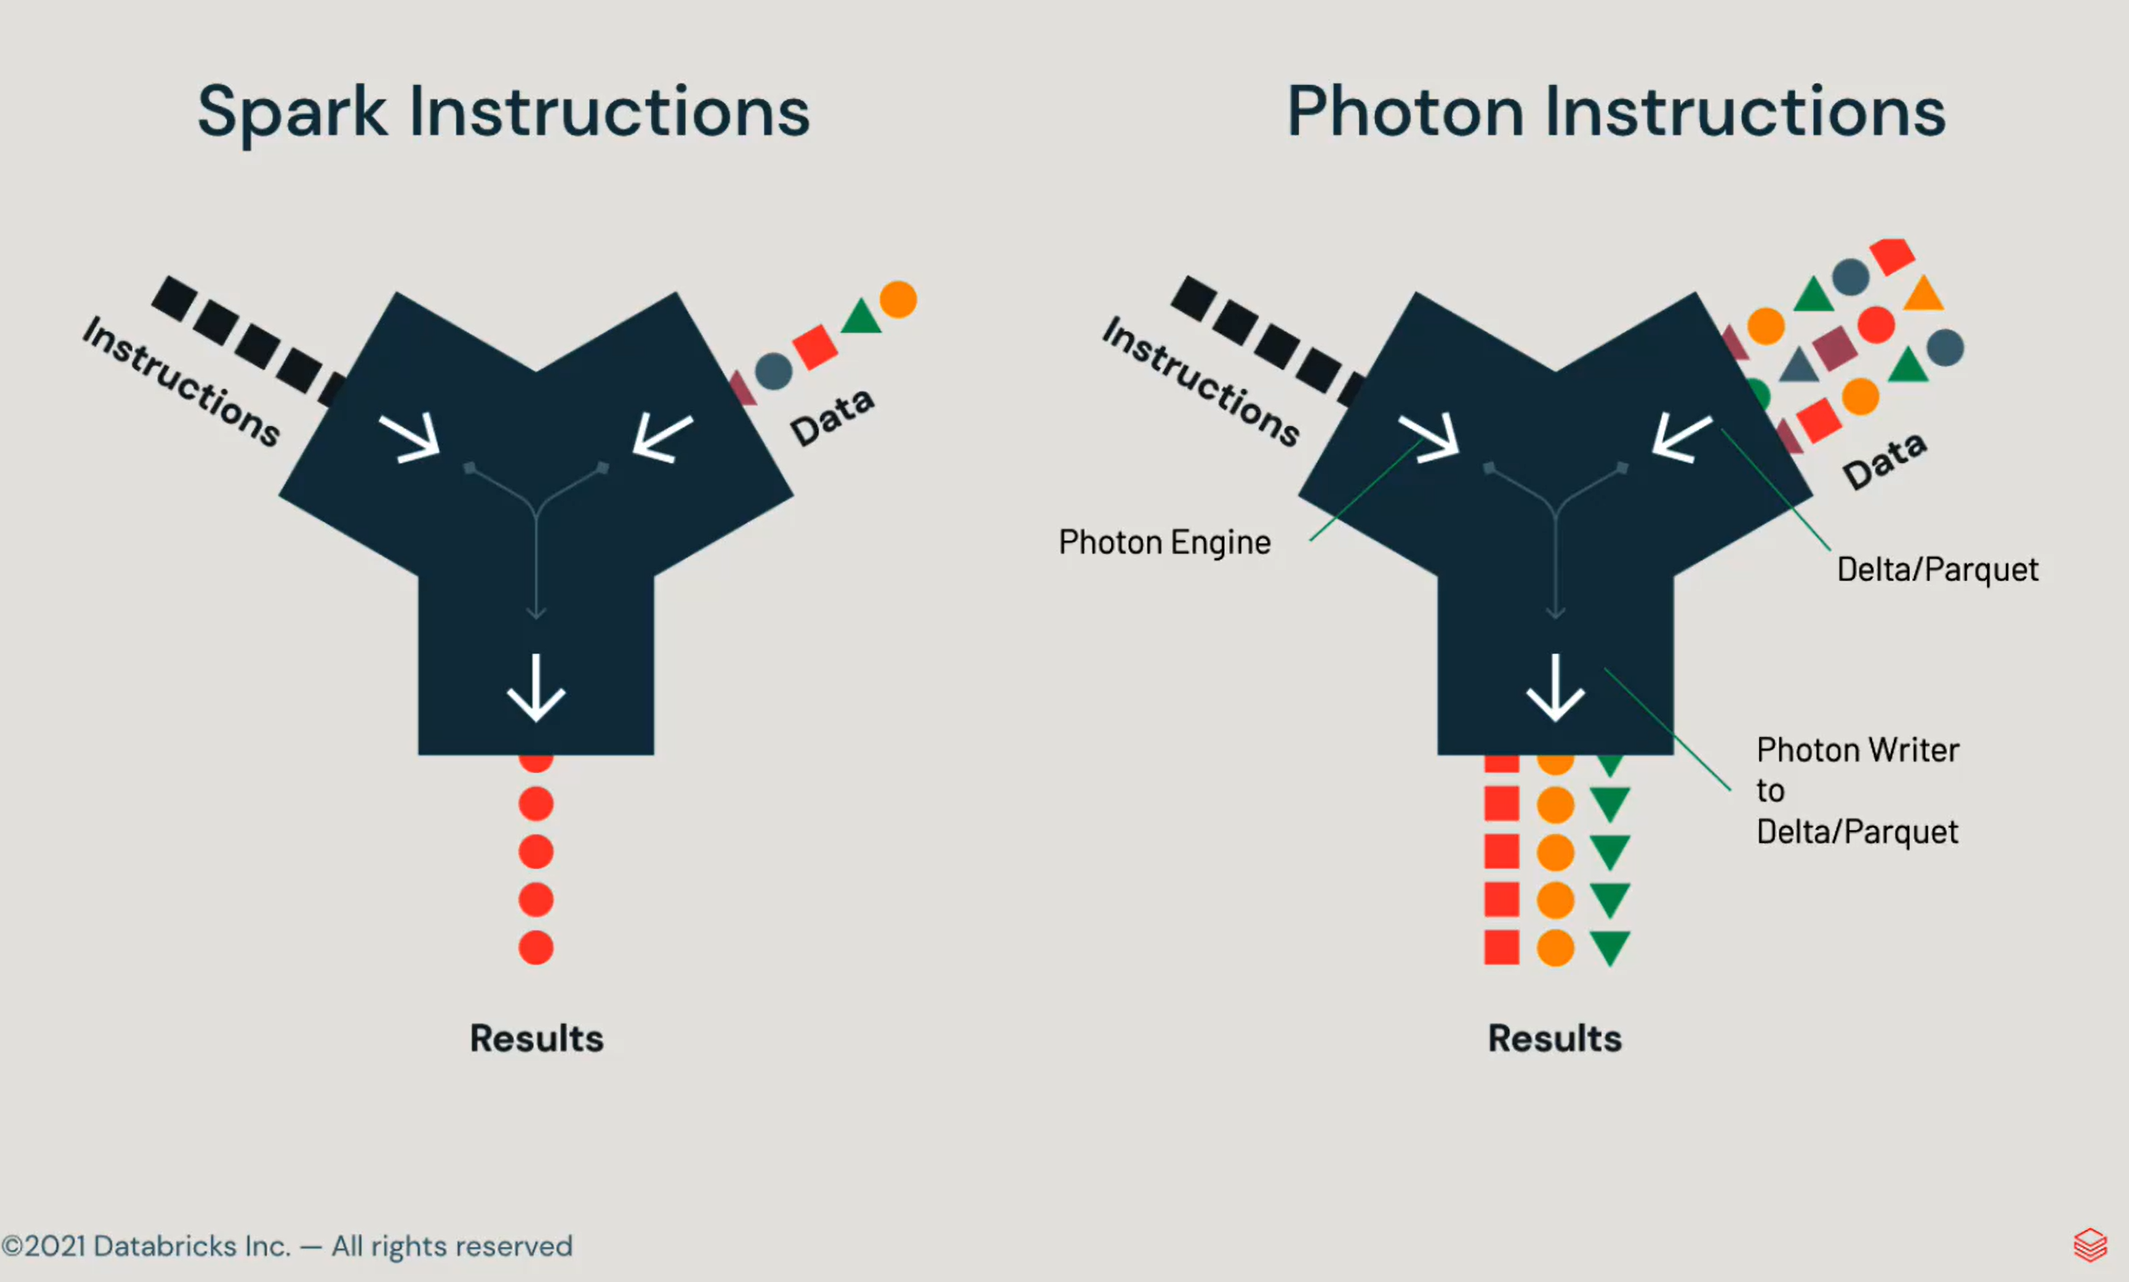 Spark Instructions
Photon Instructions
Instructions
Data
Results
Instructions
Data
Photon Engine
Delta/Parquet
Photon Writer
to
Delta/Parquet
Results
©2021 Databricks Inc. — All rights reserved